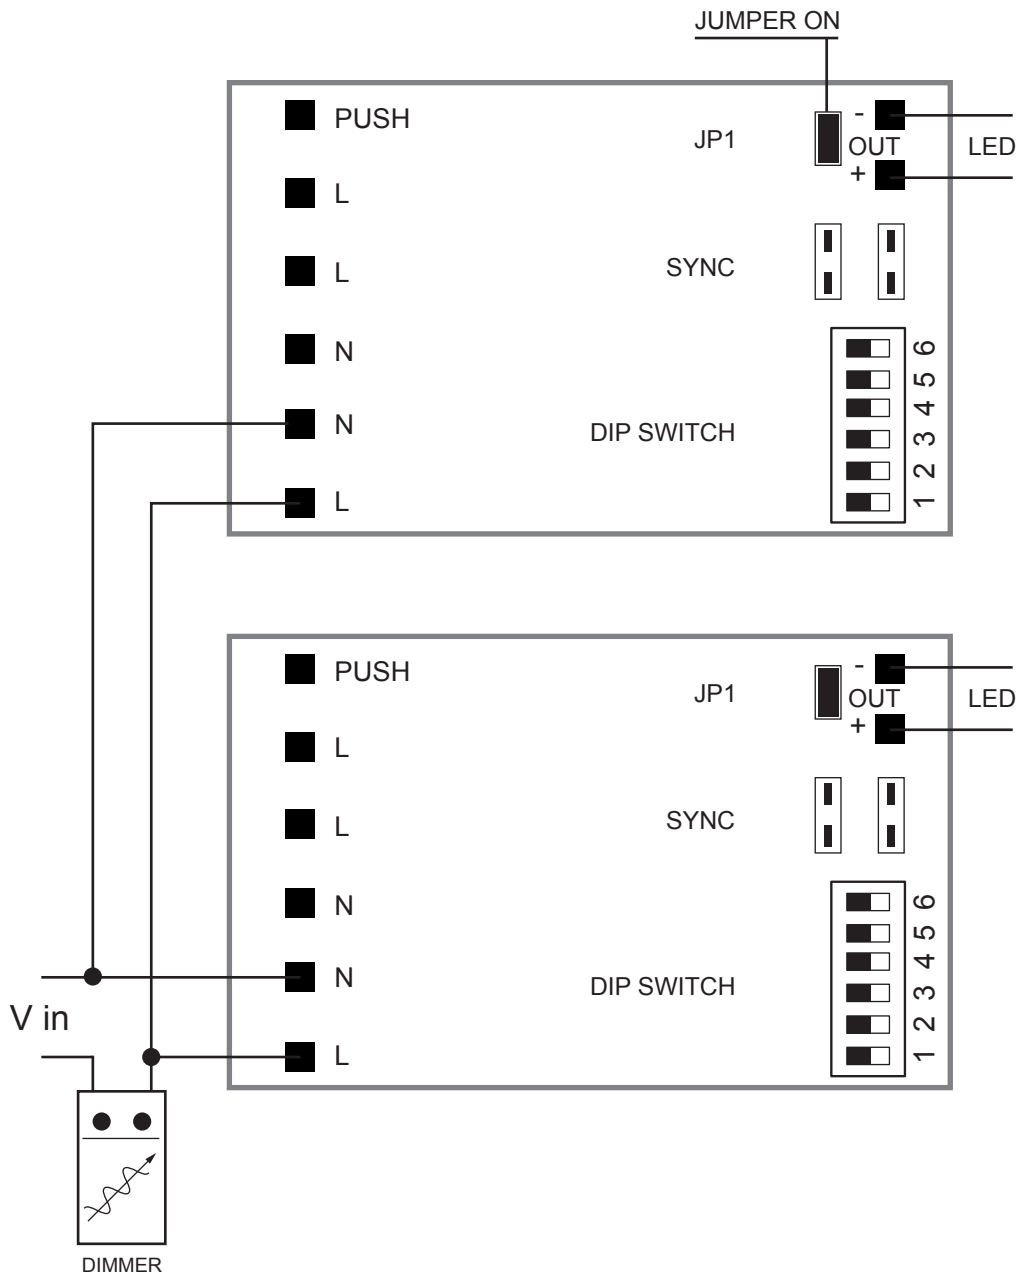 JUMPER ON
PUSH
JP1
-
OUT
+
LED
L
L
SYNC
N
N
DIP SWITCH
L
6
5
4
3
2
1
PUSH
JP1
-
OUT
+
LED
L
L
SYNC
N
N
DIP SWITCH
L
6
5
4
3
2
1
V in
DIMMER